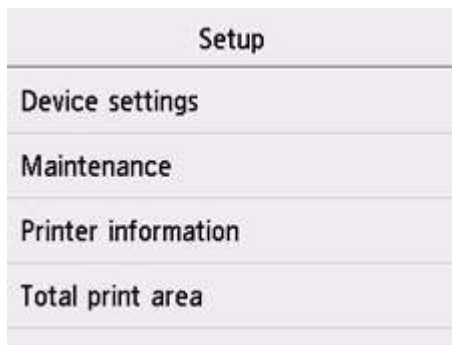 Setup
Device settings
Maintenance
Printer information
Total print area